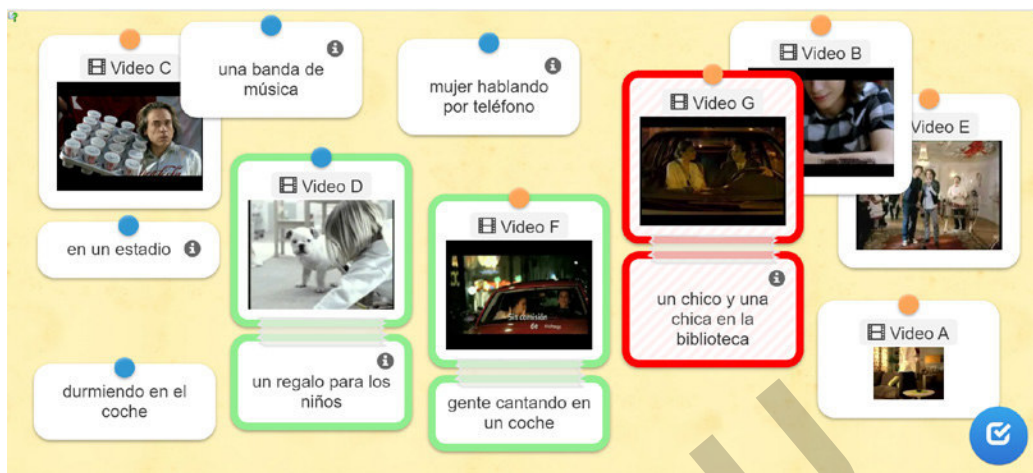 Video C
una banda de
música
mujer hablando
por teléfono
Video B
Video G
Video E
Video D
Video F
en un estadio
un chico y una
chica en la
biblioteca
Video A
durmiendo en el
coche
un regalo para los
niños
gente cantando en
un coche
Sin comisión